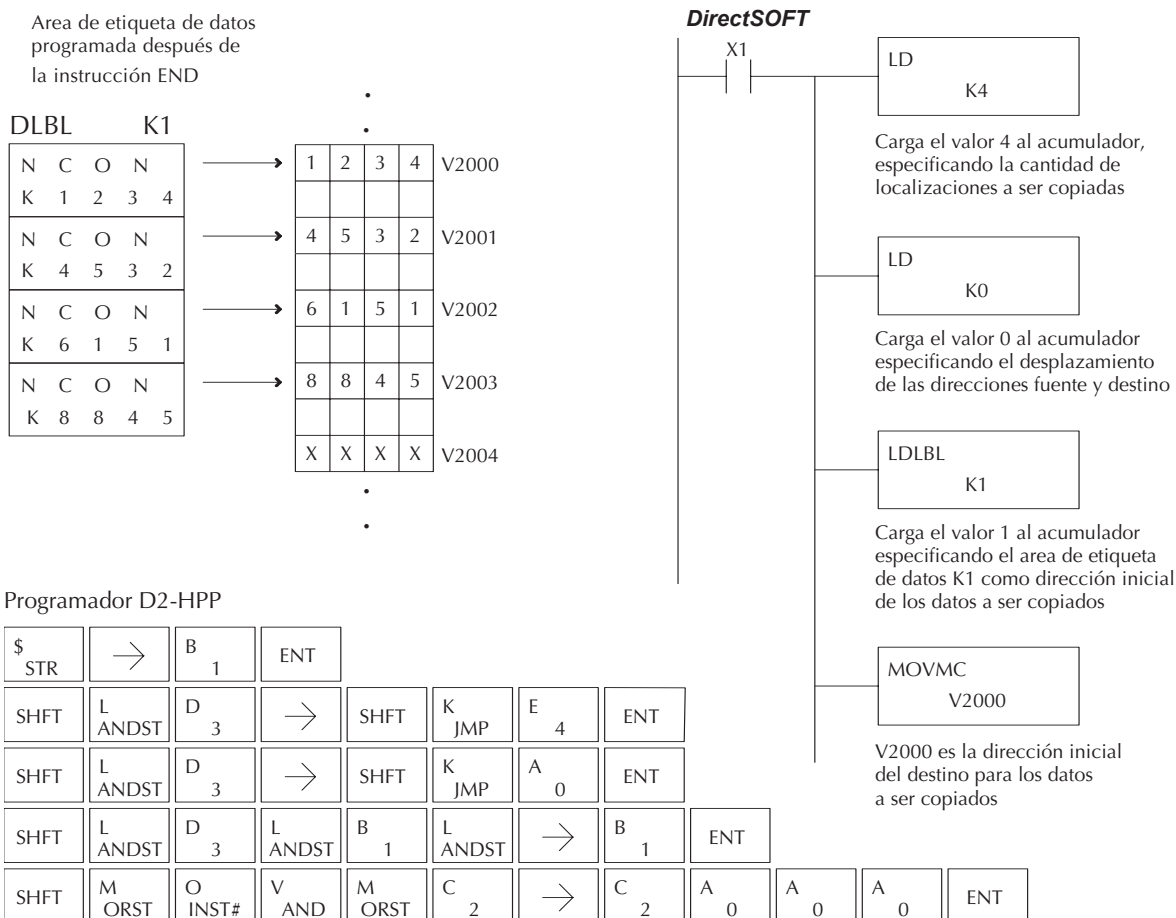 Area de etiqueta de datos
programada después de
la instrucción END
DLBL K1
N C O N
K 1 2 3 4
N C O N
K 4 5 3 2
N C O N
K 6 1 5 1
N C O N
K 8 8 4 5
1 2 3 4 V2000
4 5 3 2 V2001
6 1 5 1 V2002
8 8 4 5 V2003
X X X X V2004
DirectSOFT
X1
LD
K4
Carga el valor 4 al acumulador,
especificando la cantidad de
localizaciones a ser copiadas
LD
K0
Carga el valor 0 al acumulador
especificando el desplazamiento
de las direcciones fuente y destino
LDLBL
K1
Carga el valor 1 al acumulador
especificando el area de etiqueta
de datos K1 como dirección inicial
de los datos a ser copiados
MOVMC
V2000
V2000 es la dirección inicial
del destino para los datos
a ser copiados
Programador D2-HPP
$ STR → B 1 ENT
SHFT L ANDST D 3 → SHFT K JMP E 4 ENT
SHFT L ANDST D 3 → SHFT K JMP A 0 ENT
SHFT L ANDST D 3 L ANDST B 1 L ANDST → B 1 ENT
SHFT M ORST O INST# V AND M ORST C 2 → C 2 A 0 A 0 A 0 ENT